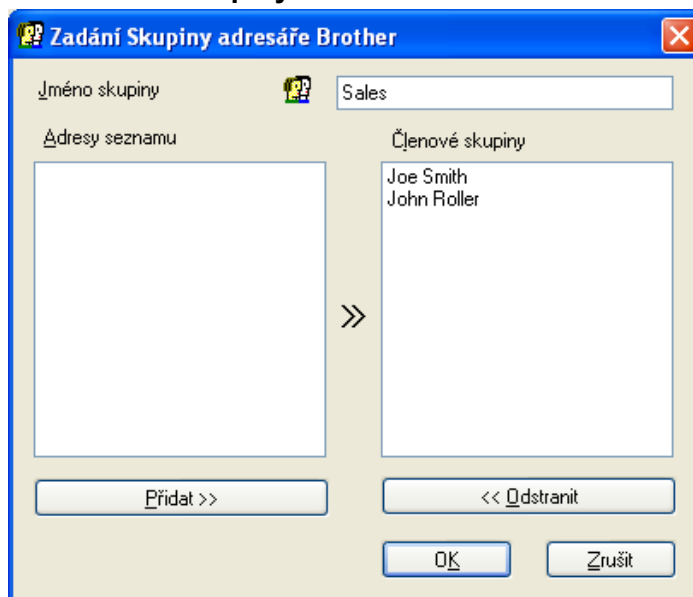 Zadání Skupiny adresáře Brother
Jméno skupiny
Sales
Adresy seznamu
Členové skupiny
Joe Smith
John Roller
>>
Přidat >>
<< Odstranit
OK
Zrušit